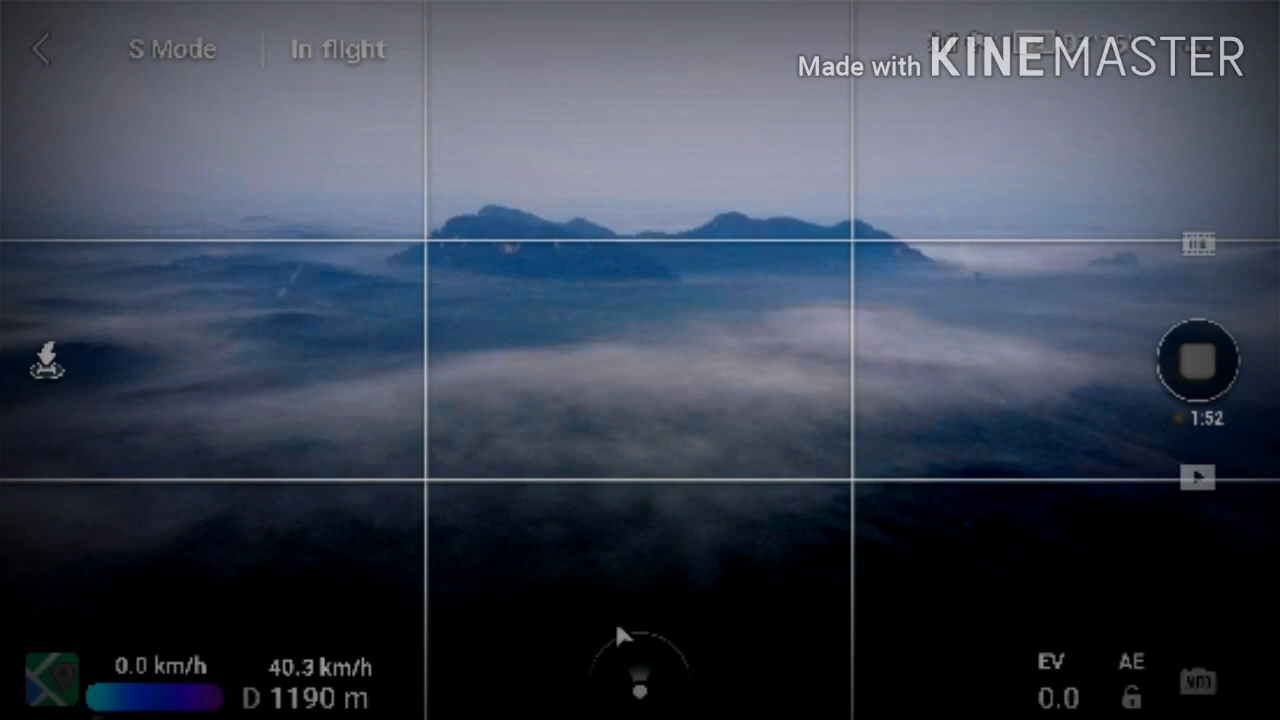 S Mode
In flight
Made with KINEMASTER
1:52
0.0 km/h
40.3 km/h
D 1190 m
EV
AE
0.0